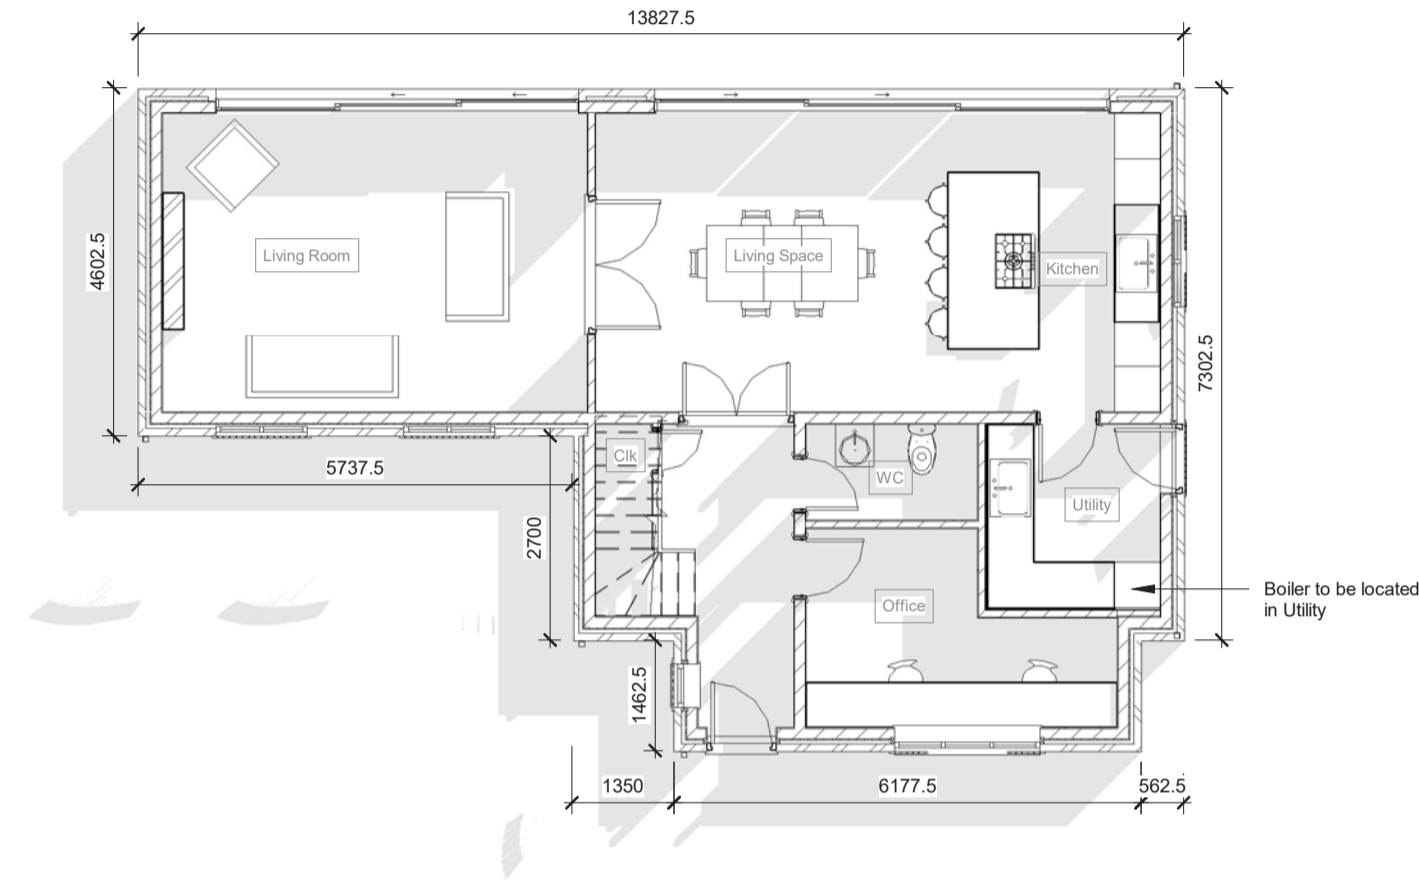 13827.5
4602.5
Living Room
Living Space
Kitchen
7302.5
5737.5
Clk
WC
Utility
2700
Office
Boiler to be located
in Utility
1462.5
1350
6177.5
562.5